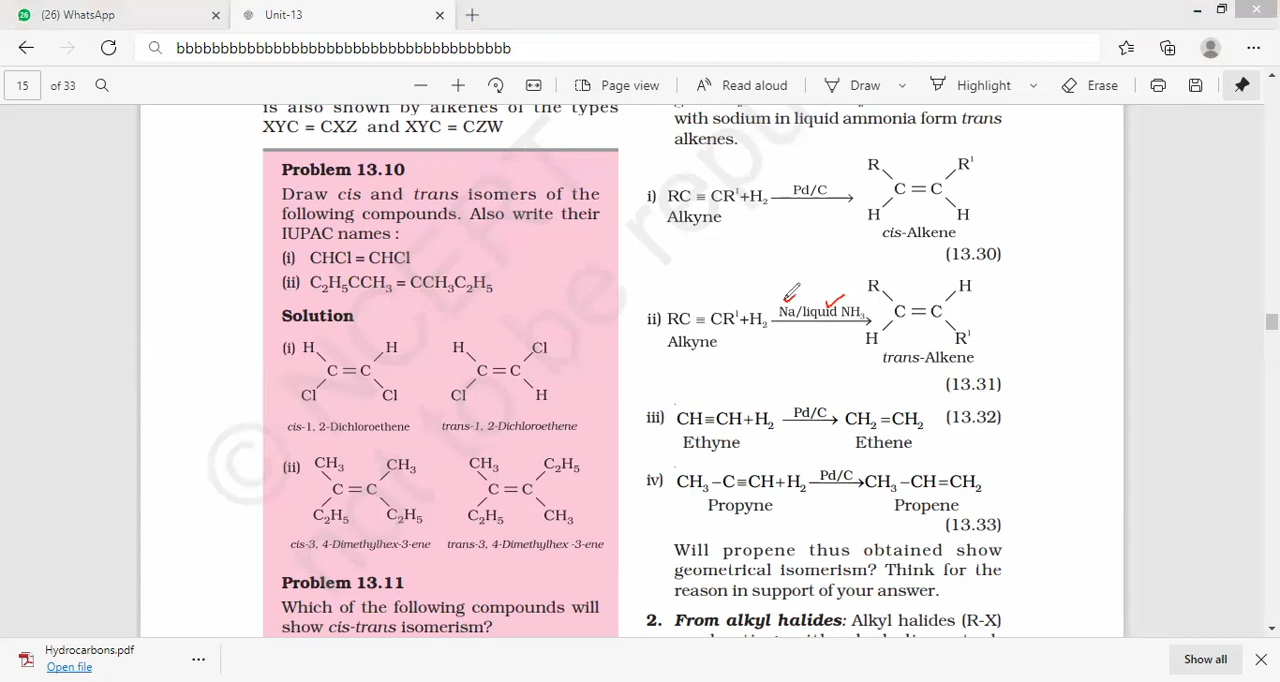 26 (26) WhatsApp
Unit-13
bbbbbbbbbbbbbbbbbbbbbbbbbbbbbbbbbbbbbb
15 of 33
Page view
Read aloud
Draw
Highlight
Erase
is also shown by alkenes of the types
XYC = CXZ and XYC = CZW
Problem 13.10
Draw cis and trans isomers of the
following compounds. Also write their
IUPAC names :
(i) CHCl = CHCl
(ii) C₂H₅CCH₃ = CCH₃C₂H₅
Solution
(i) H H H Cl
C = C C = C
Cl Cl Cl H
cis-1, 2-Dichloroethene trans-1, 2-Dichloroethene
(ii) CH₃ CH₃ CH₃ C₂H₅
C = C C = C
C₂H₅ C₂H₅ C₂H₅ CH₃
cis-3, 4-Dimethylhex-3-ene trans-3, 4-Dimethylhex -3-ene
Problem 13.11
Which of the following compounds will
show cis-trans isomerism?
with sodium in liquid ammonia form trans
alkenes.
R R¹
i) RC ≡ CR¹+H₂ Pd/C C = C
Alkyne H H
cis-Alkene
(13.30)
R H
ii) RC ≡ CR¹+H₂ Na/liquid NH₃ C = C
Alkyne H R¹
trans-Alkene
(13.31)
iii) CH≡CH+H₂ Pd/C CH₂ =CH₂ (13.32)
Ethyne Ethene
iv) CH₃ −C ≡CH+H₂ Pd/C CH₃ −CH=CH₂
Propyne Propene
(13.33)
Will propene thus obtained show
geometrical isomerism? Think for the
reason in support of your answer.
2. From alkyl halides: Alkyl halides (R-X)
© NCERT
not to be repu
Hydrocarbons.pdf
Open file
Show all